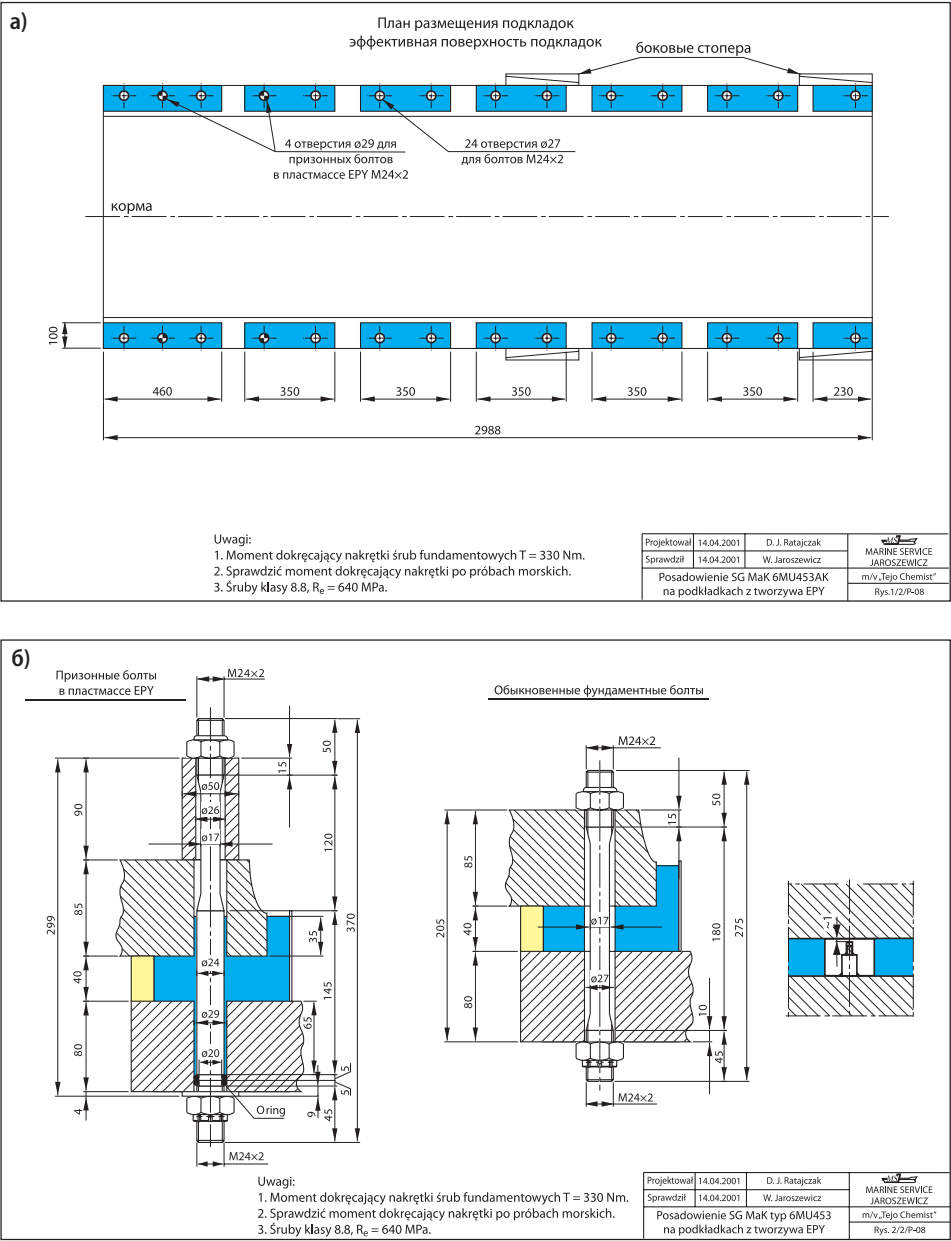 а)
План размещения подкладок
эффективная поверхность подкладок
боковые стопера
4 отверстия ø29 для
призонных болтов
в пластмассе EPY M24×2
24 отверстия ø27
для болтов M24×2
корма
100
460
350
350
350
350
350
230
2988
Uwagi:
1. Moment dokręcający nakrętki śrub fundamentowych T = 330 Nm.
2. Sprawdzić moment dokręcający nakrętki po próbach morskich.
3. Śruby klasy 8.8, Re = 640 MPa.
Projektował 14.04.2001 D. J. Ratajczak
Sprawdził 14.04.2001 W. Jaroszewicz
Posadowienie SG MaK 6MU453AK
na podkładkach z tworzywa EPY
MS
MARINE SERVICE
JAROSZEWICZ
m/v „Tejo Chemist”
Rys.1/2/P-08
б)
Призонные болты
в пластмассе EPY
M24×2
50
15
ø50
ø26
ø17
90
120
85
299
370
35
ø24
40
145
ø29
65
80
ø20
5
5
4
Oring
9
45
M24×2
Обыкновенные фундаментные болты
M24×2
50
15
85
205
40
ø17
180
275
ø27
80
10
45
M24×2
~1
Uwagi:
1. Moment dokręcający nakrętki śrub fundamentowych T = 330 Nm.
2. Sprawdzić moment dokręcający nakrętki po próbach morskich.
3. Śruby klasy 8.8, Re = 640 MPa.
Projektował 14.04.2001 D. J. Ratajczak
Sprawdził 14.04.2001 W. Jaroszewicz
Posadowienie SG MaK typ 6MU453
na podkładkach z tworzywa EPY
MS
MARINE SERVICE
JAROSZEWICZ
m/v „Tejo Chemist”
Rys. 2/2/P-08